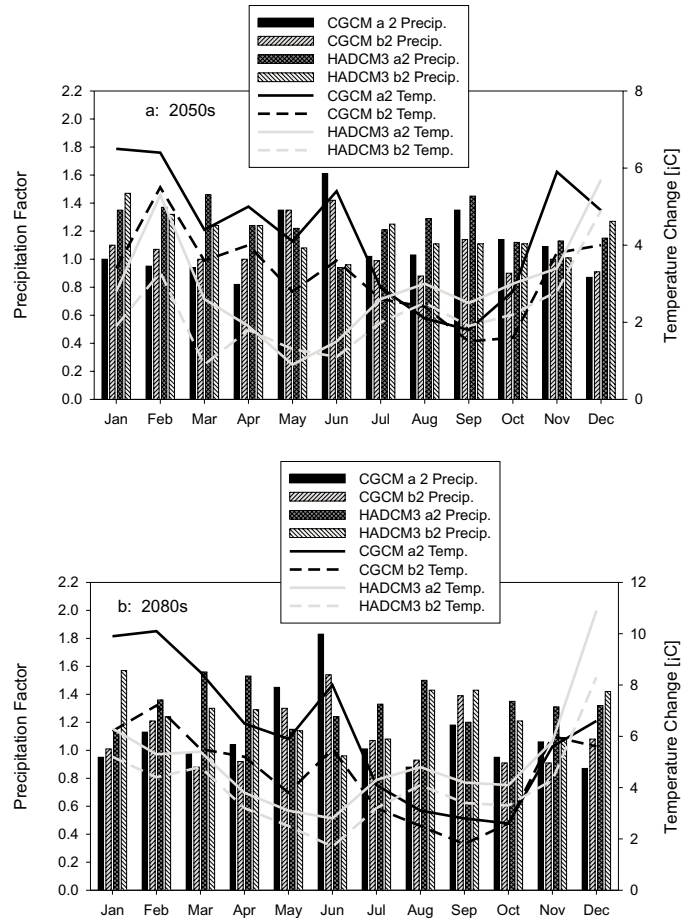 CGCM a 2 Precip.
CGCM b2 Precip.
HADCM3 a2 Precip.
HADCM3 b2 Precip.
CGCM a2 Temp.
CGCM b2 Temp.
HADCM3 a2 Temp.
HADCM3 b2 Temp.
a: 2050s
Precipitation Factor
2.2
2.0
1.8
1.6
1.4
1.2
1.0
0.8
0.6
0.4
0.2
0.0
8
6
4
2
0
Temperature Change [¡C]
Jan Feb Mar Apr May Jun Jul Aug Sep Oct Nov Dec
CGCM a 2 Precip.
CGCM b2 Precip.
HADCM3 a2 Precip.
HADCM3 b2 Precip.
CGCM a2 Temp.
CGCM b2 Temp.
HADCM3 a2 Temp.
HADCM3 b2 Temp.
b: 2080s
Precipitation Factor
2.2
2.0
1.8
1.6
1.4
1.2
1.0
0.8
0.6
0.4
0.2
0.0
12
10
8
6
4
2
0
Temperature Change [¡C]
Jan Feb Mar Apr May Jun Jul Aug Sep Oct Nov Dec